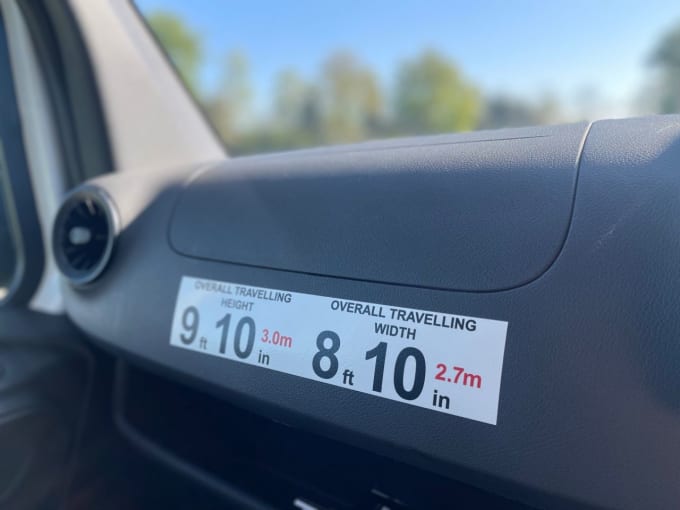 OVERALL TRAVELLING
HEIGHT
9 ft 10 in 3.0m
OVERALL TRAVELLING
WIDTH
8 ft 10 in 2.7m